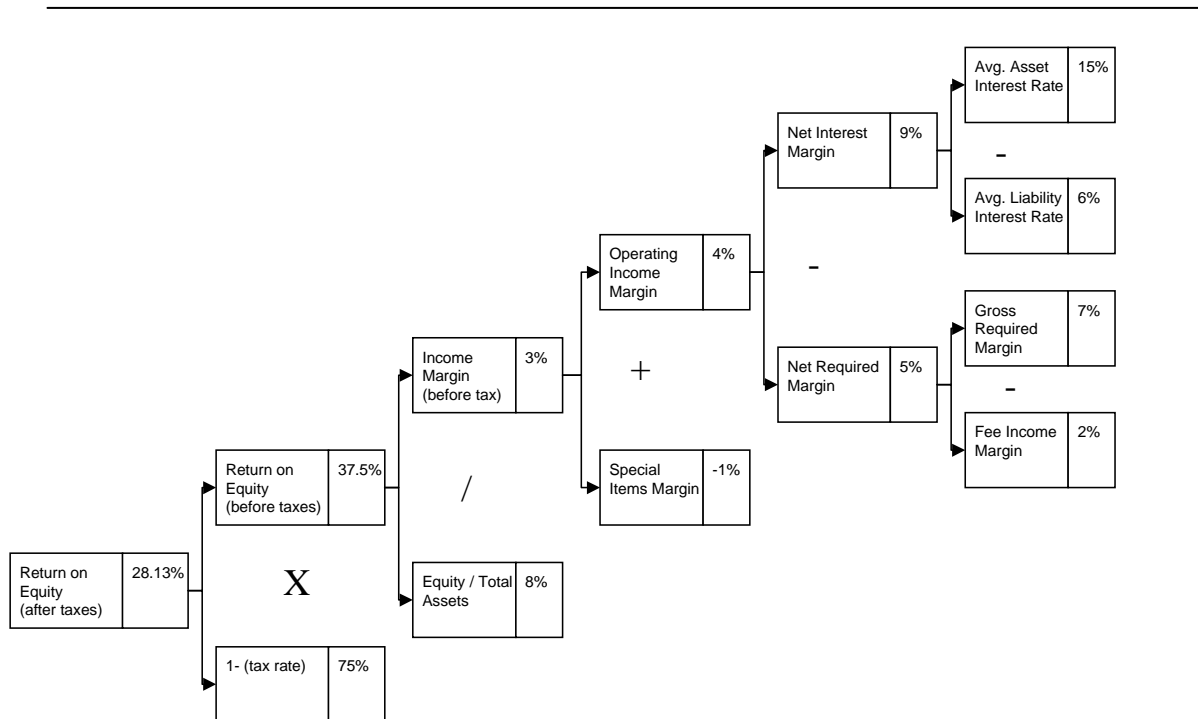 Avg. Asset 15%
Interest Rate
Net Interest 9%
Margin
-
Avg. Liability 6%
Interest Rate
Operating 4%
Income
Margin
-
Gross 7%
Required
Margin
Income 3%
Margin
(before tax)
+
Net Required 5%
Margin
-
Fee Income 2%
Margin
Return on 37.5%
Equity
(before taxes)
/
Special -1%
Items Margin
Return on 28.13%
Equity
(after taxes)
X
Equity / Total 8%
Assets
1- (tax rate) 75%